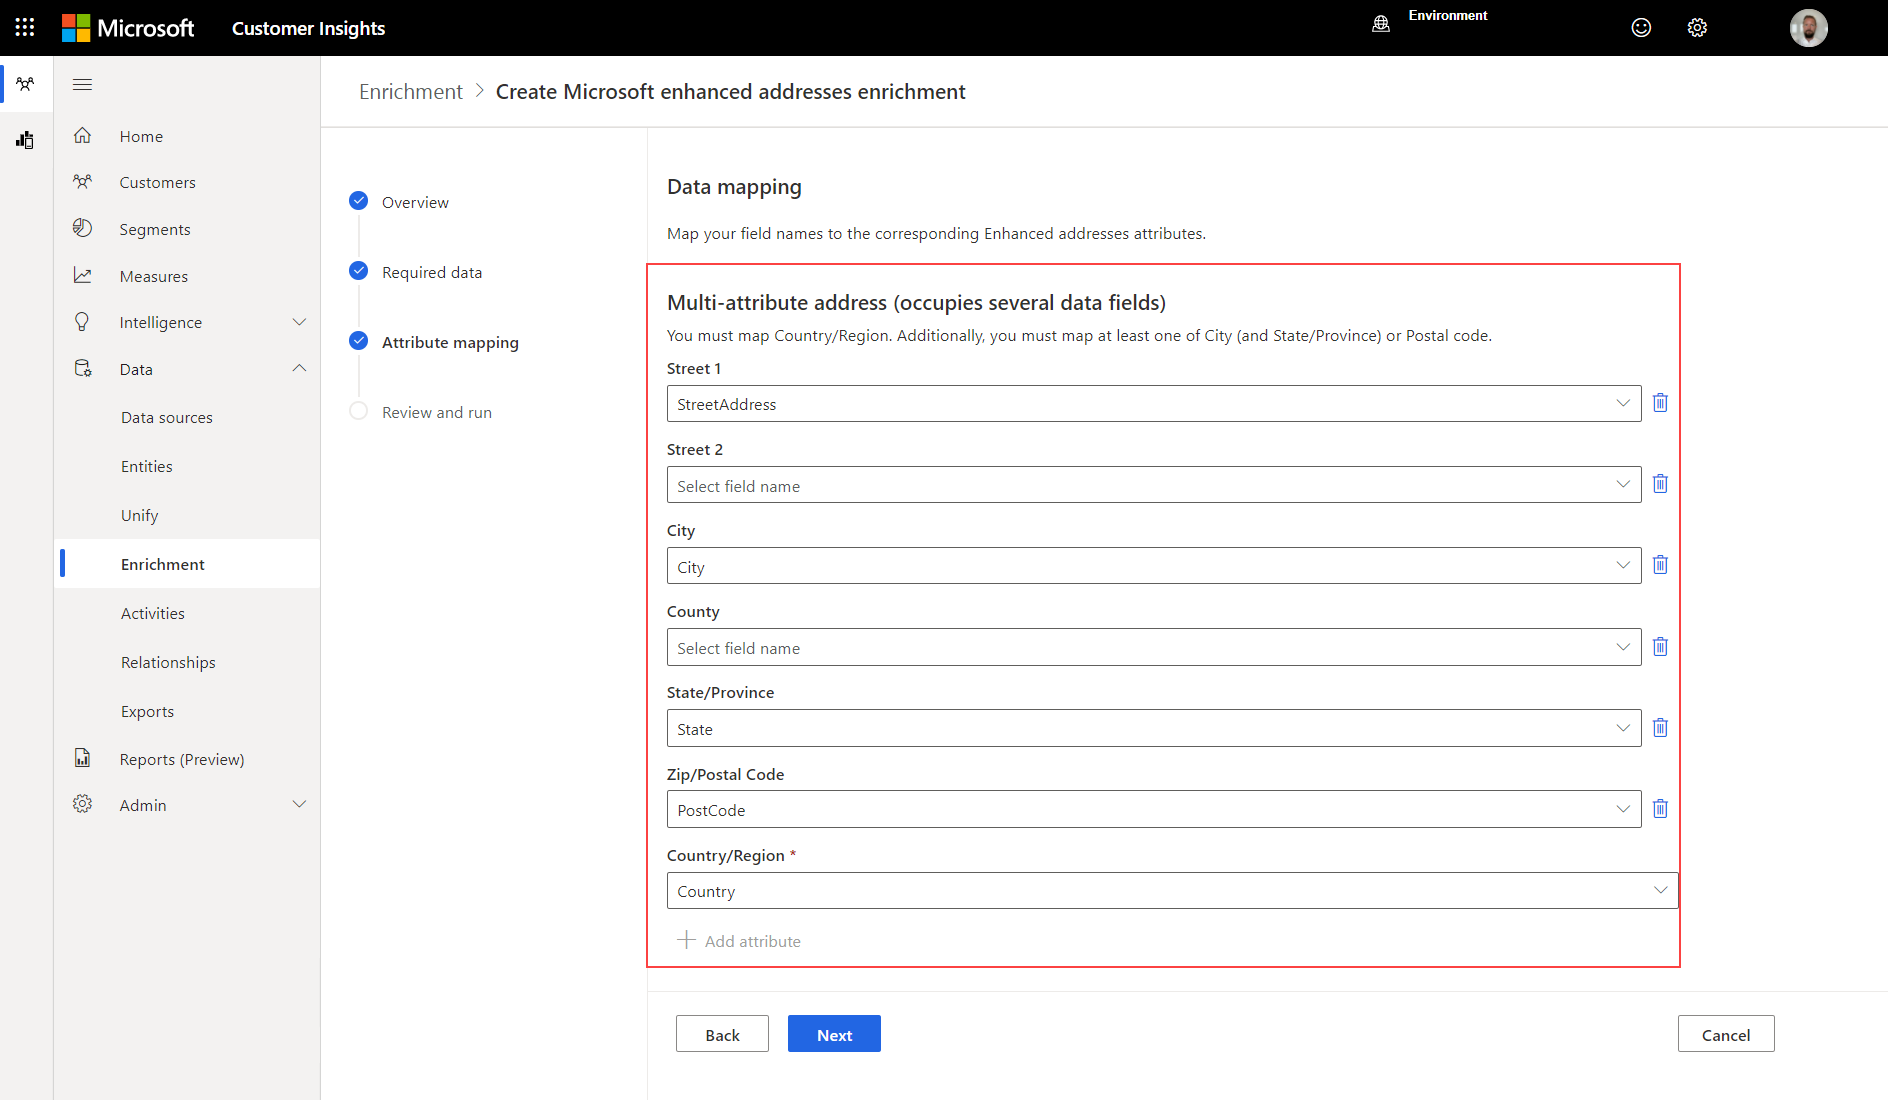 Microsoft
Customer Insights
Environment
Home
Customers
Segments
Measures
Intelligence
Data
Data sources
Entities
Unify
Enrichment
Activities
Relationships
Exports
Reports (Preview)
Admin
Enrichment > Create Microsoft enhanced addresses enrichment
Overview
Required data
Attribute mapping
Review and run
Data mapping
Map your field names to the corresponding Enhanced addresses attributes.
Multi-attribute address (occupies several data fields)
You must map Country/Region. Additionally, you must map at least one of City (and State/Province) or Postal code.
Street 1
StreetAddress
Street 2
Select field name
City
City
County
Select field name
State/Province
State
Zip/Postal Code
PostCode
Country/Region *
Country
Add attribute
Back
Next
Cancel